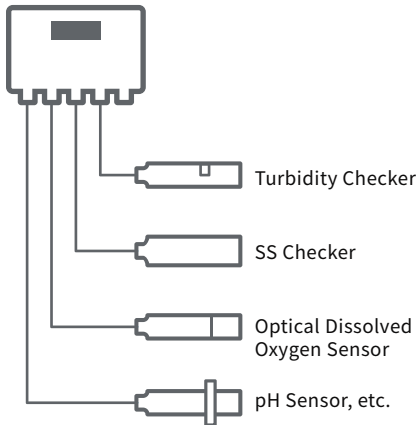 Turbidity Checker
SS Checker
Optical Dissolved
Oxygen Sensor
pH Sensor, etc.